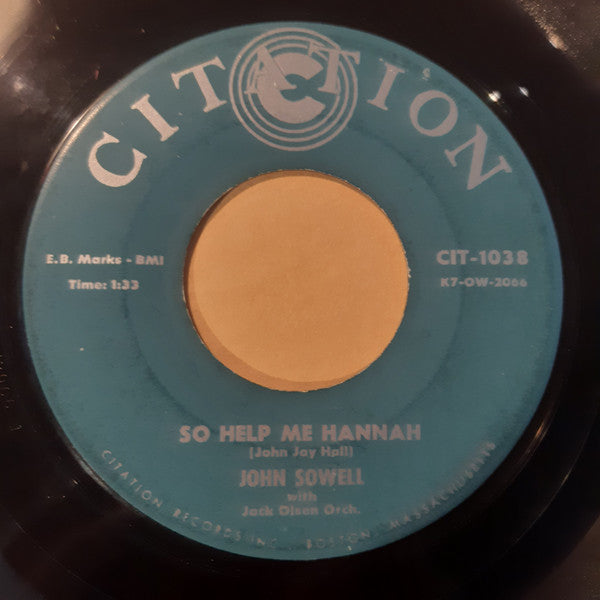 CITATION
C
E.B. Marks - BMI
Time: 1:33
CIT-1038
K7-OW-2066
SO HELP ME HANNAH
(John Jay Hall)
JOHN SOWELL
with
Jack Olsen Orch.
CITATION RECORDS INC. BOSTON, MASSACHUSETTS